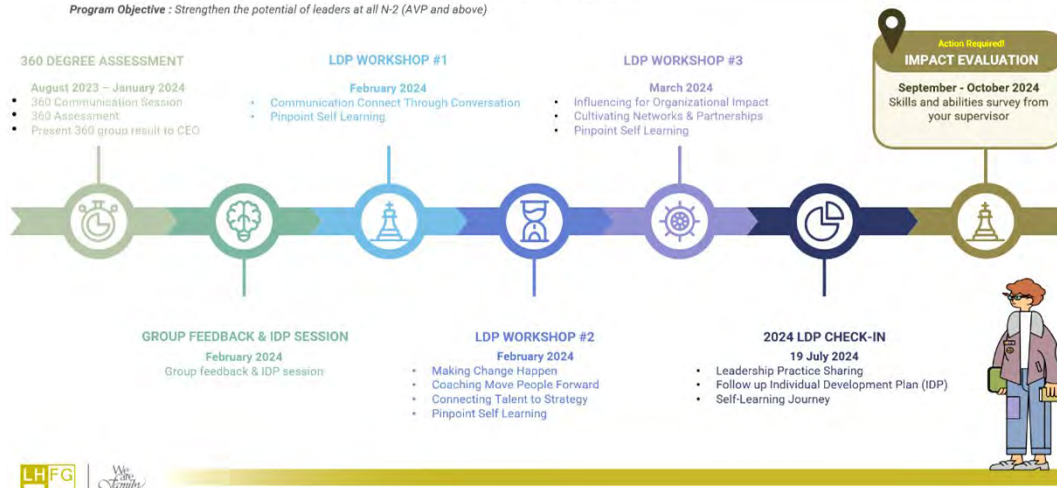 Program Objective : Strengthen the potential of leaders at all N-2 (AVP and above)
360 DEGREE ASSESSMENT
August 2023 – January 2024
• 360 Communication Session
• 360 Assessment
• Present 360 group result to CEO
LDP WORKSHOP #1
February 2024
• Communication Connect Through Conversation
• Pinpoint Self Learning
LDP WORKSHOP #3
March 2024
• Influencing for Organizational Impact
• Cultivating Networks & Partnerships
• Pinpoint Self Learning
Action Required!
IMPACT EVALUATION
September - October 2024
Skills and abilities survey from
your supervisor
GROUP FEEDBACK & IDP SESSION
February 2024
Group feedback & IDP session
LDP WORKSHOP #2
February 2024
• Making Change Happen
• Coaching Move People Forward
• Connecting Talent to Strategy
• Pinpoint Self Learning
2024 LDP CHECK-IN
19 July 2024
• Leadership Practice Sharing
• Follow up Individual Development Plan (IDP)
• Self-Learning Journey
LHFG
We
care
Family